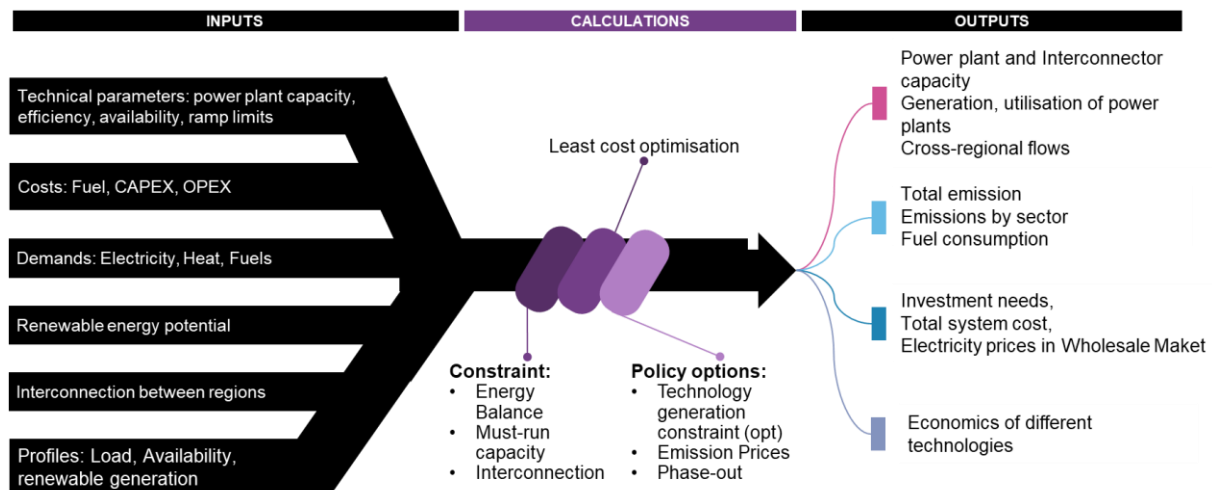 INPUTS
CALCULATIONS
OUTPUTS
Technical parameters: power plant capacity,
efficiency, availability, ramp limits
Costs: Fuel, CAPEX, OPEX
Demands: Electricity, Heat, Fuels
Renewable energy potential
Interconnection between regions
Profiles: Load, Availability,
renewable generation
Least cost optimisation
Constraint:
• Energy
Balance
• Must-run
capacity
• Interconnection
Policy options:
• Technology
generation
constraint (opt)
• Emission Prices
• Phase-out
Power plant and Interconnector
capacity
Generation, utilisation of power
plants
Cross-regional flows
Total emission
Emissions by sector
Fuel consumption
Investment needs,
Total system cost,
Electricity prices in Wholesale Maket
Economics of different
technologies